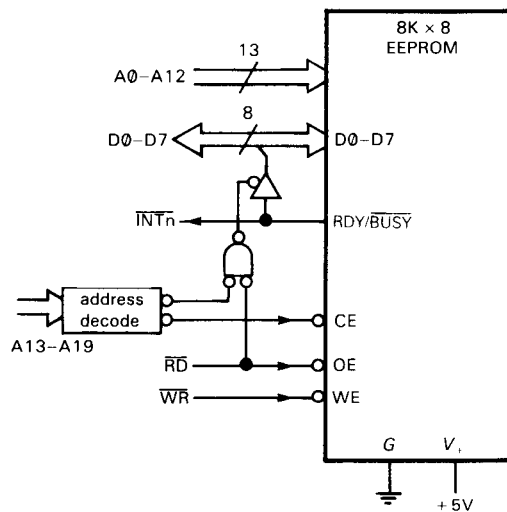 8K × 8
EEPROM
13
A0–A12
8
D0–D7
D0–D7
INTn
RDY/BUSY
address
decode
A13–A19
CE
RD
OE
WR
WE
G
V+
+5V